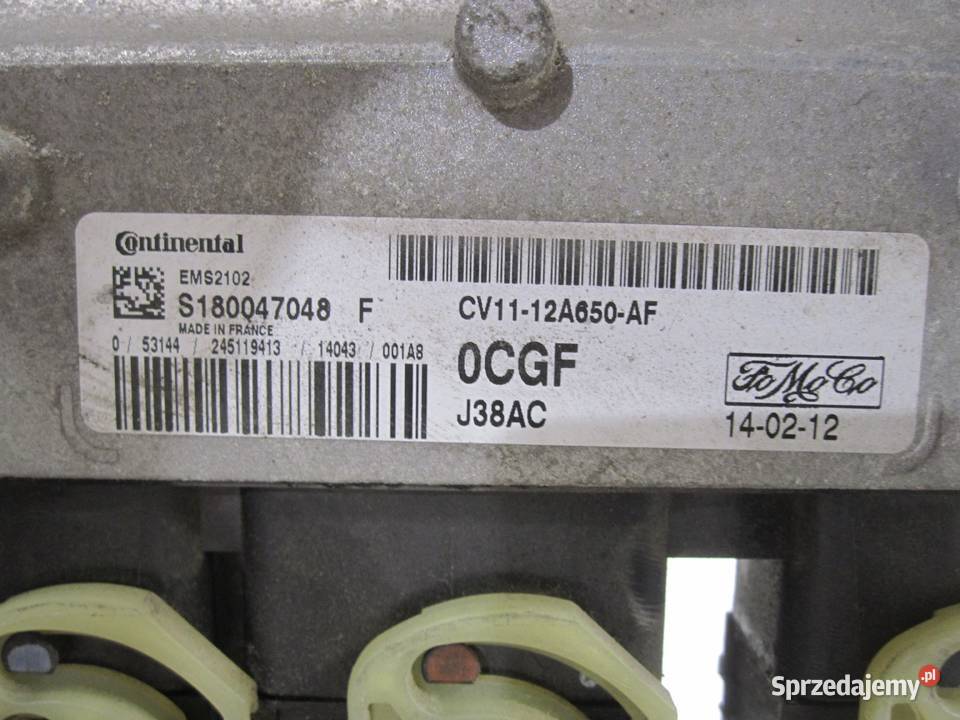 Continental
EMS2102
S180047048 F
MADE IN FRANCE
0 / 53144 / 245119413 / 14043 / 001A8
CV11-12A650-AF
0CGF
J38AC
FoMoCo
14-02-12
Sprzedajemy.pl